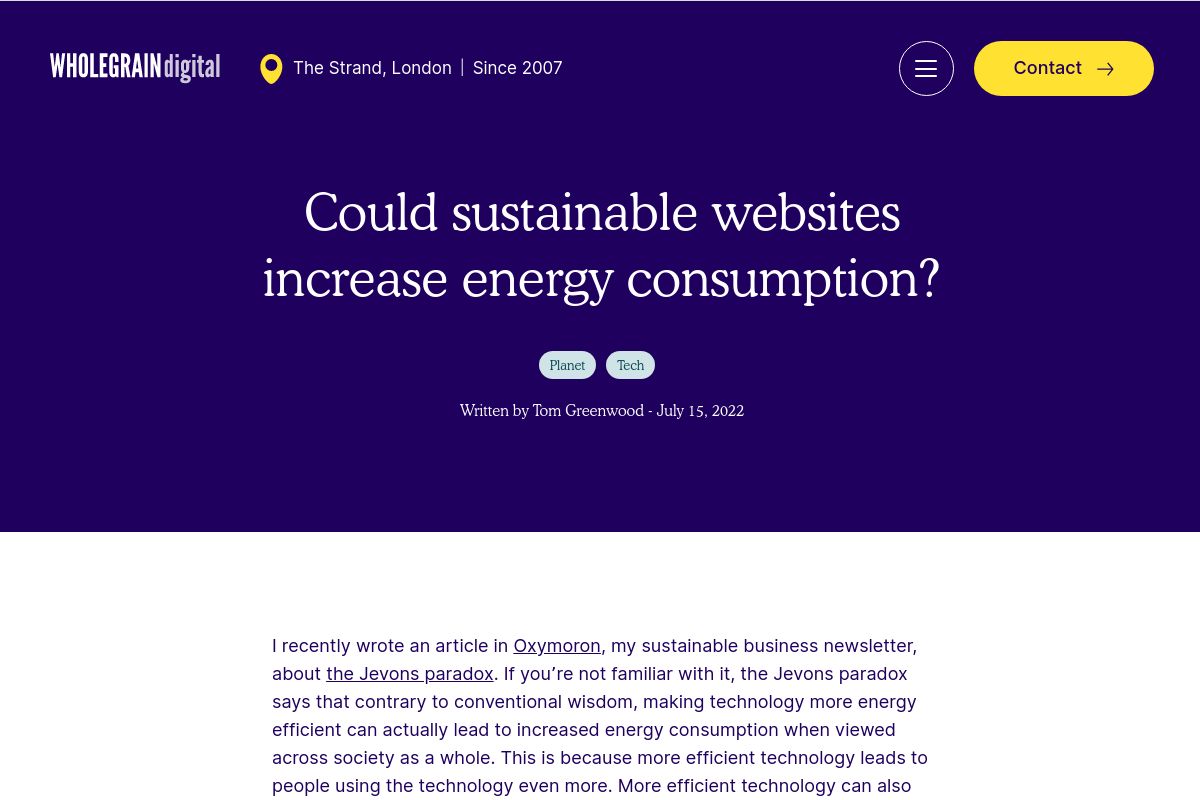 WHOLEGRAIN digital
The Strand, London | Since 2007
Contact
Could sustainable websites
increase energy consumption?
Planet Tech
Written by Tom Greenwood - July 15, 2022
I recently wrote an article in Oxymoron, my sustainable business newsletter,
about the Jevons paradox. If you’re not familiar with it, the Jevons paradox
says that contrary to conventional wisdom, making technology more energy
efficient can actually lead to increased energy consumption when viewed
across society as a whole. This is because more efficient technology leads to
people using the technology even more. More efficient technology can also